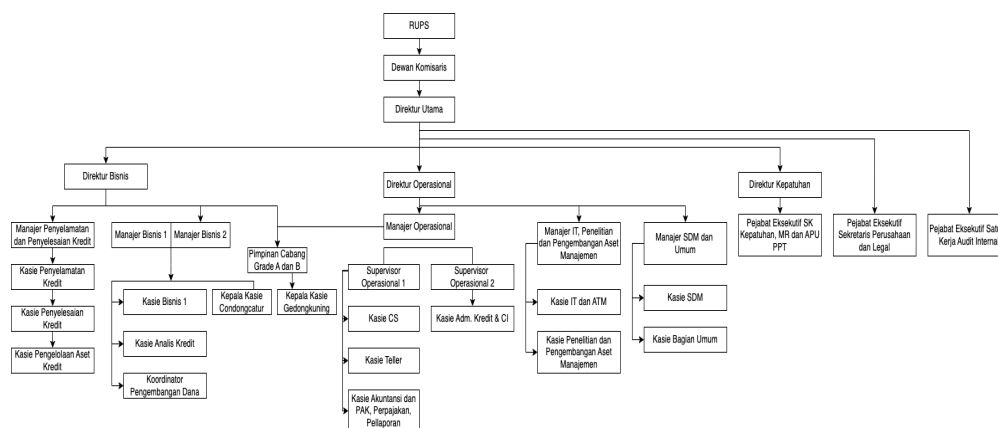 RUPS
Dewan Komisaris
Direktur Utama
Direktur Bisnis
Direktur Operasional
Direktur Kepatuhan
Manajer Penyelamatan
dan Penyelesaian Kredit
Manajer Bisnis 1
Manajer Bisnis 2
Manajer Operasional
Manajer IT, Penelitian
dan Pengembangan Aset
Manajemen
Manajer SDM dan
Umum
Pejabat Eksekutif SK
Kepatuhan, MR dan APU
PPT
Pejabat Eksekutif
Sekretaris Perusahaan
dan Legal
Pejabat Eksekutif Satu
Kerja Audit Internal
Pimpinan Cabang
Grade A dan B
Kasie Penyelamatan
Kredit
Supervisor
Operasional 1
Supervisor
Operasional 2
Kasie Bisnis 1
Kepala Kasie
Condongcatur
Kepala Kasie
Gedongkuning
Kasie IT dan ATM
Kasie SDM
Kasie Penyelesaian
Kredit
Kasie CS
Kasie Adm. Kredit & CI
Kasie Analis Kredit
Kasie Penelitian dan
Pengembangan Aset
Manajemen
Kasie Bagian Umum
Kasie Pengelolaan Aset
Kredit
Kasie Teller
Koordinator
Pengembangan Dana
Kasie Akuntansi dan
PAK, Perpajakan,
Pellaporan